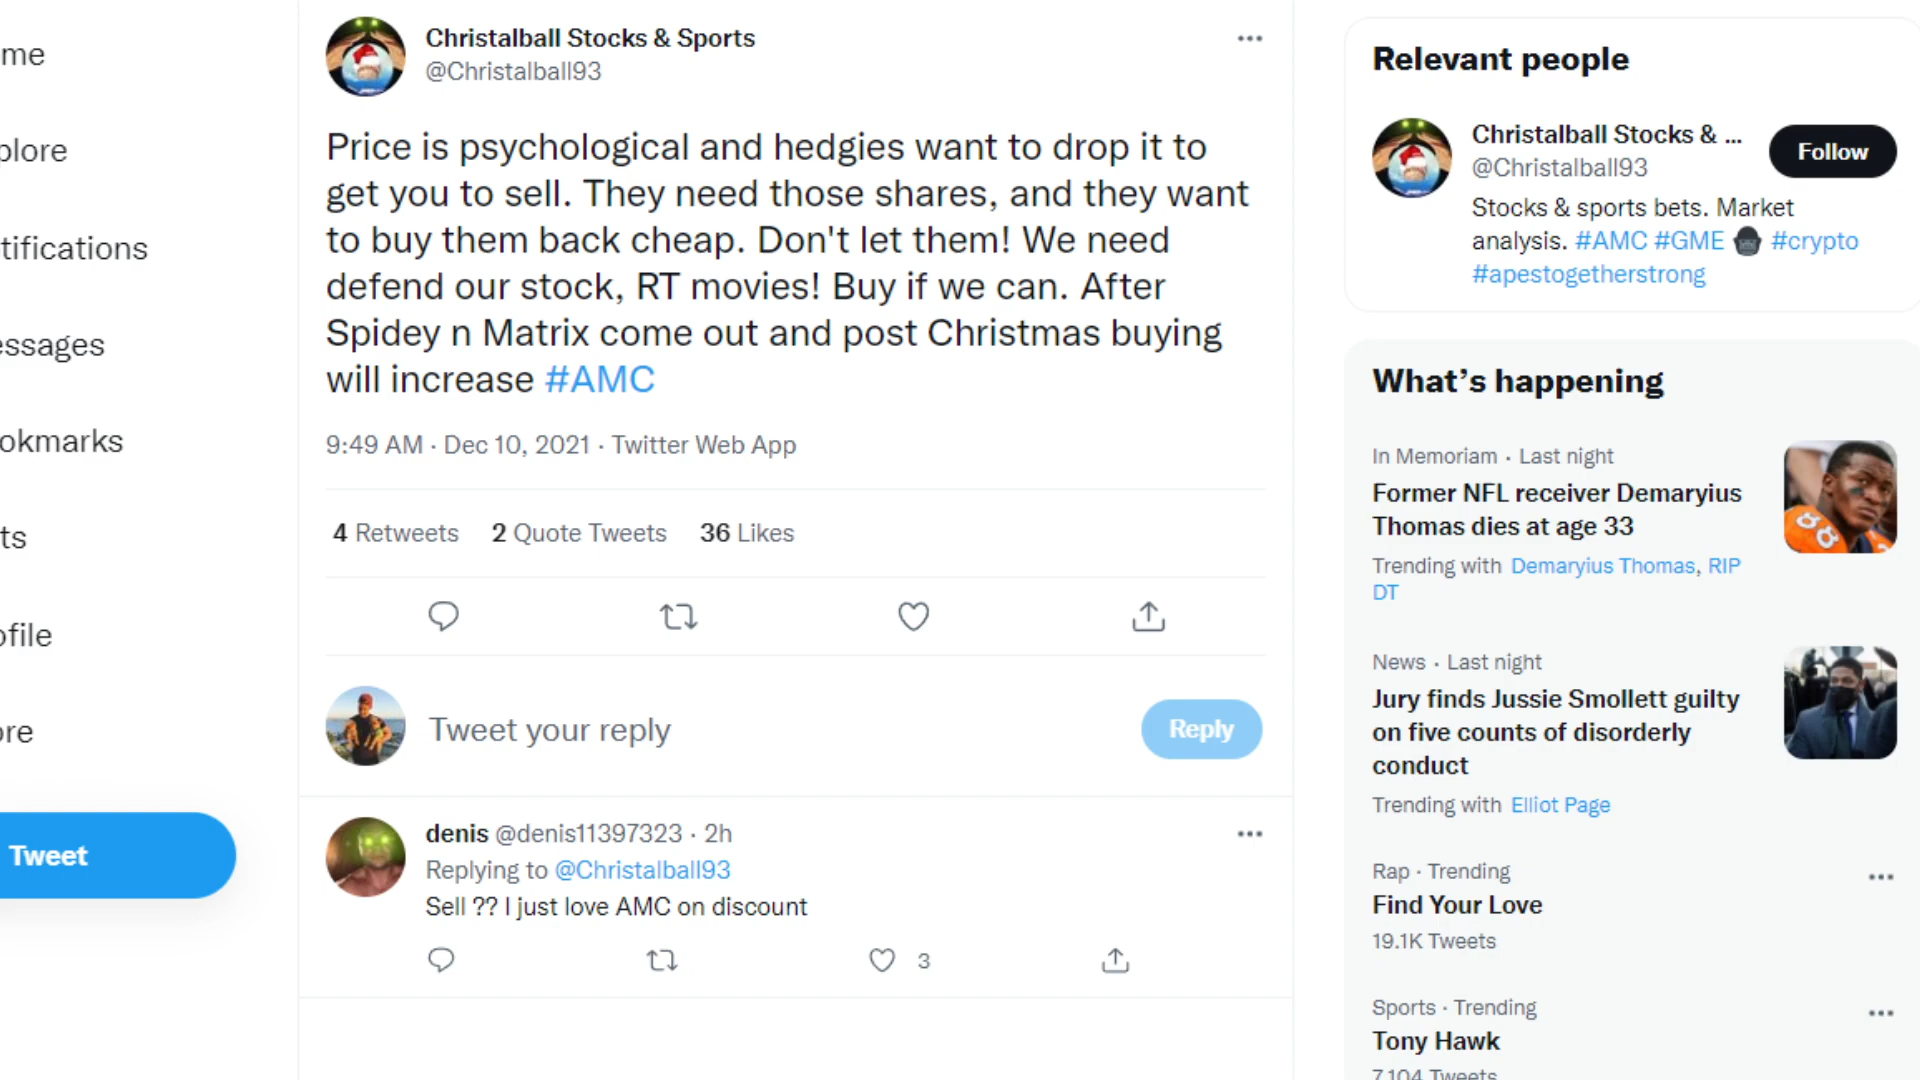 me
plore
tifications
essages
okmarks
ts
ofile
ore
Tweet
Christalball Stocks & Sports
@Christalball93
Price is psychological and hedgies want to drop it to
get you to sell. They need those shares, and they want
to buy them back cheap. Don't let them! We need
defend our stock, RT movies! Buy if we can. After
Spidey n Matrix come out and post Christmas buying
will increase #AMC
9:49 AM · Dec 10, 2021 · Twitter Web App
4 Retweets 2 Quote Tweets 36 Likes
Tweet your reply
Reply
denis @denis11397323 · 2h
Replying to @Christalball93
Sell ?? I just love AMC on discount
3
Relevant people
Christalball Stocks & ...
@Christalball93
Follow
Stocks & sports bets. Market
analysis. #AMC #GME #crypto
#apestogetherstrong
What's happening
In Memoriam · Last night
Former NFL receiver Demaryius
Thomas dies at age 33
Trending with Demaryius Thomas, RIP
DT
88
News · Last night
Jury finds Jussie Smollett guilty
on five counts of disorderly
conduct
Trending with Elliot Page
Rap · Trending
Find Your Love
19.1K Tweets
Sports · Trending
Tony Hawk
7,104 Tweets